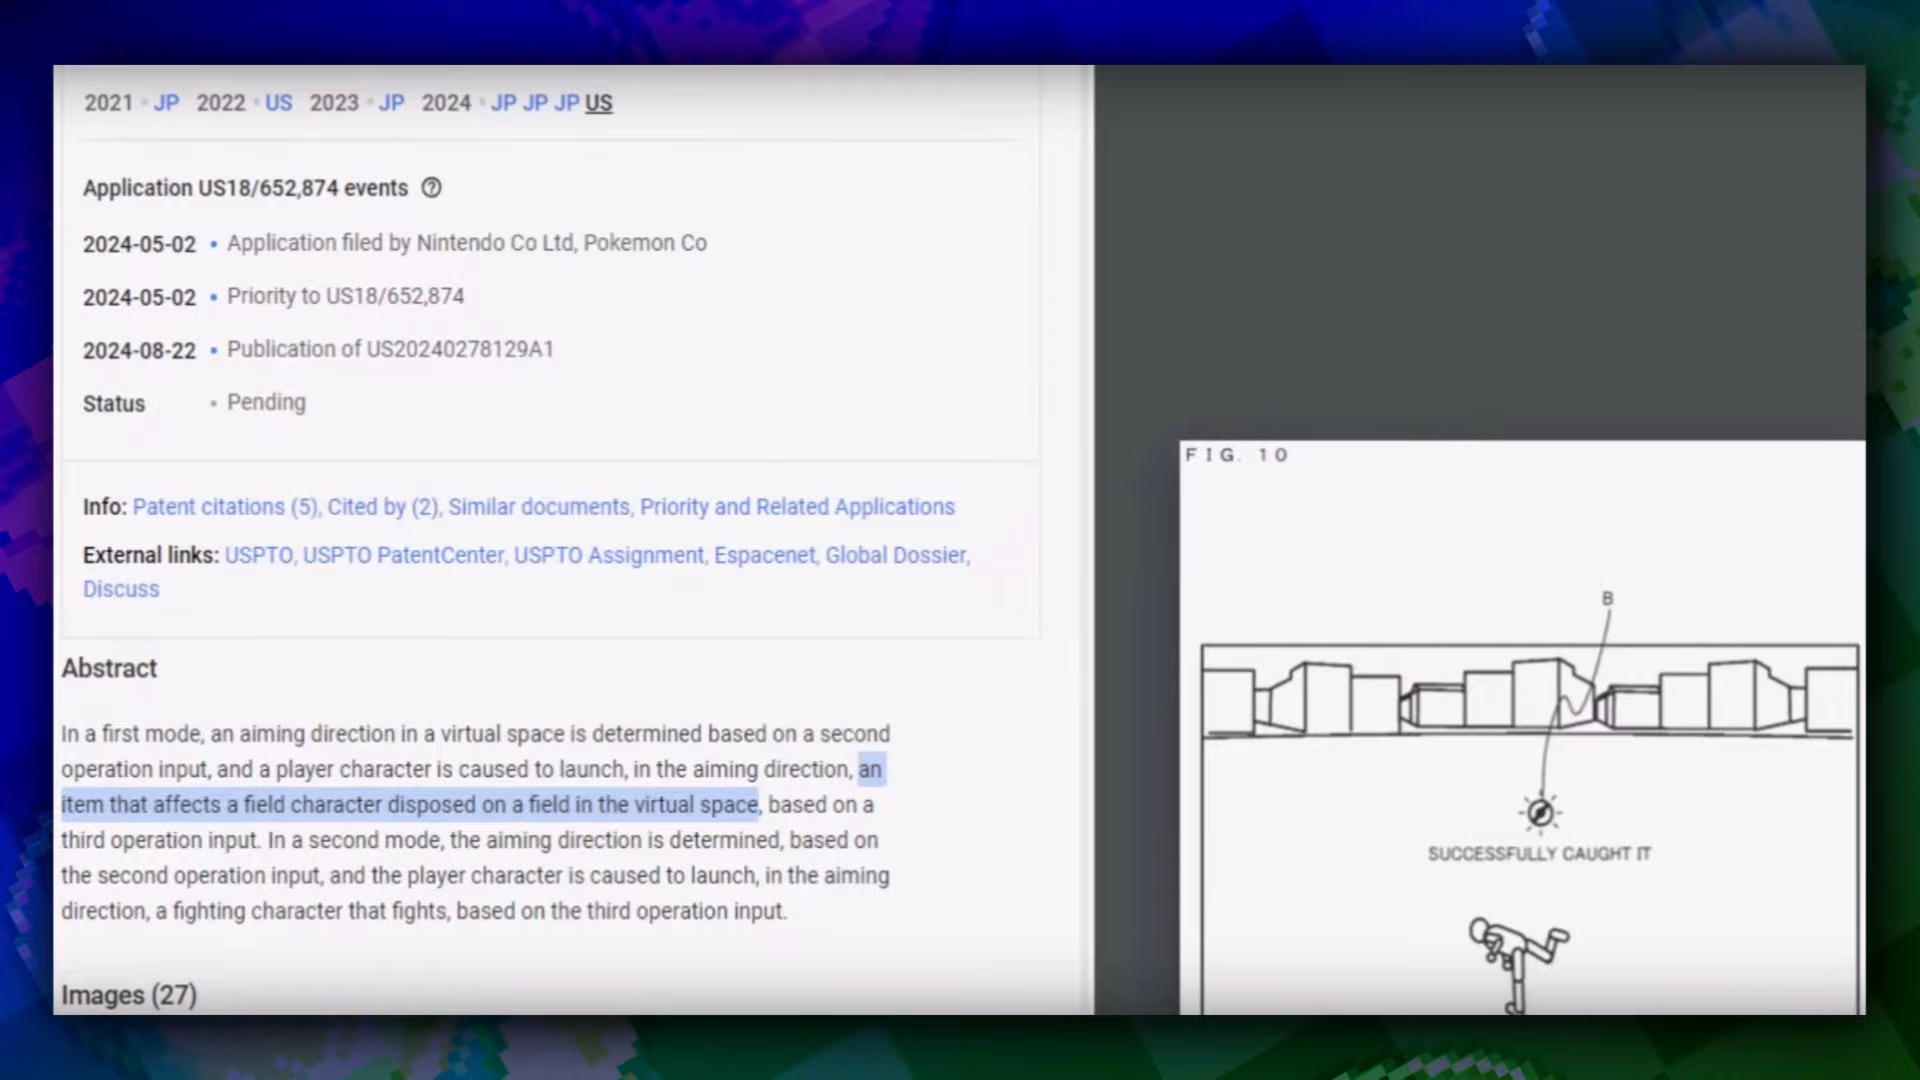 2021 • JP 2022 • US 2023 • JP 2024 • JP JP JP US
Application US18/652,874 events ?
2024-05-02 • Application filed by Nintendo Co Ltd, Pokemon Co
2024-05-02 • Priority to US18/652,874
2024-08-22 • Publication of US20240278129A1
Status • Pending
Info: Patent citations (5), Cited by (2), Similar documents, Priority and Related Applications
External links: USPTO, USPTO PatentCenter, USPTO Assignment, Espacenet, Global Dossier,
Discuss
Abstract
In a first mode, an aiming direction in a virtual space is determined based on a second
operation input, and a player character is caused to launch, in the aiming direction, an
item that affects a field character disposed on a field in the virtual space, based on a
third operation input. In a second mode, the aiming direction is determined, based on
the second operation input, and the player character is caused to launch, in the aiming
direction, a fighting character that fights, based on the third operation input.
Images (27)
FIG. 10
B
SUCCESSFULLY CAUGHT IT